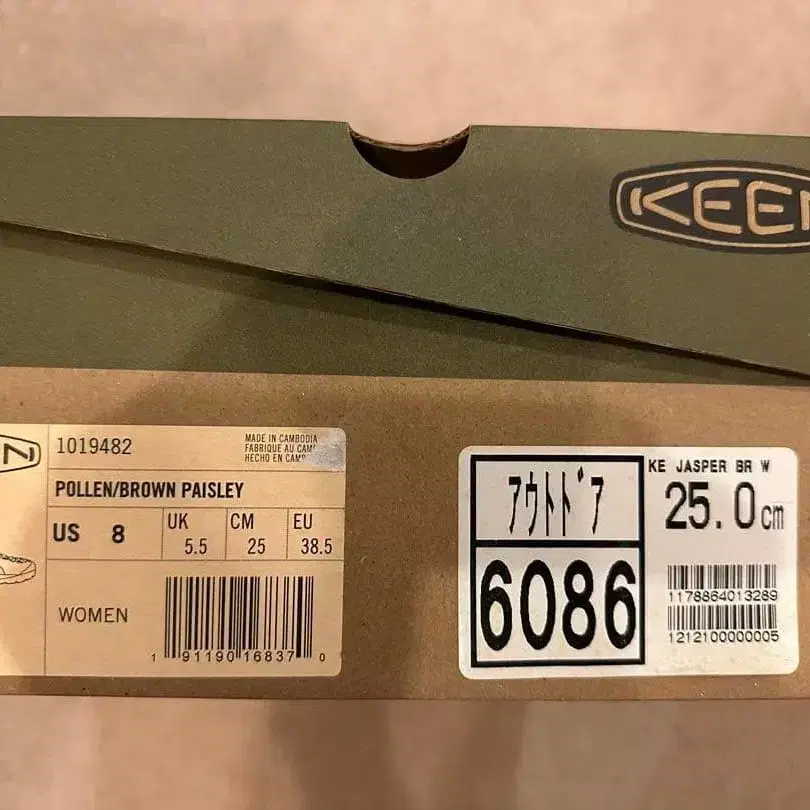 KEEN
1019482
MADE IN CAMBODIA
FABRIQUE AU
HECHO EN
POLLEN/BROWN PAISLEY
US 8
UK 5.5
CM 25
EU 38.5
WOMEN
1 91190 16837 0
KE JASPER BR W
アウトドア
25.0cm
6086
1178864013289
1212100000005